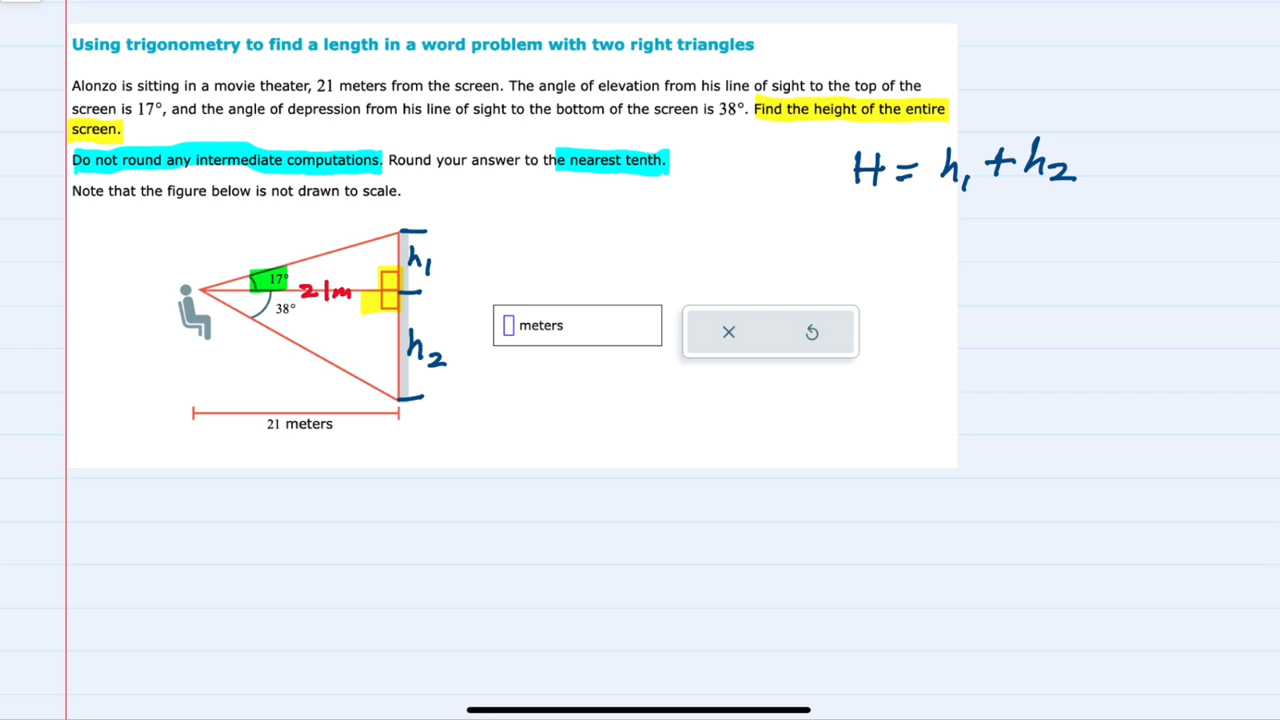 Using trigonometry to find a length in a word problem with two right triangles
Alonzo is sitting in a movie theater, 21 meters from the screen. The angle of elevation from his line of sight to the top of the
screen is 17°, and the angle of depression from his line of sight to the bottom of the screen is 38°. Find the height of the entire
screen.
Do not round any intermediate computations. Round your answer to the nearest tenth.
H = h₁ + h₂
Note that the figure below is not drawn to scale.
h₁
17°
21m
38°
h₂
meters
21 meters